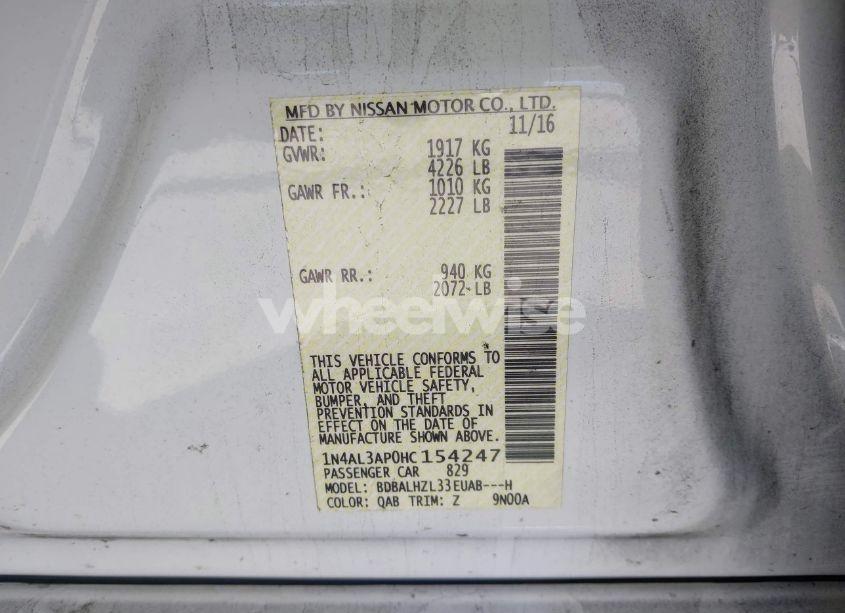 MFD BY NISSAN MOTOR CO., LTD.
DATE: 11/16
GVWR: 1917 KG
4226 LB
GAWR FR.: 1010 KG
2227 LB
GAWR RR.: 940 KG
2072 LB
wheelwise
THIS VEHICLE CONFORMS TO
ALL APPLICABLE FEDERAL
MOTOR VEHICLE SAFETY,
BUMPER, AND THEFT
PREVENTION STANDARDS IN
EFFECT ON THE DATE OF
MANUFACTURE SHOWN ABOVE.
1N4AL3AP0HC154247
PASSENGER CAR 829
MODEL: BDBALHZL33EUAB---H
COLOR: QAB TRIM: Z 9N00A